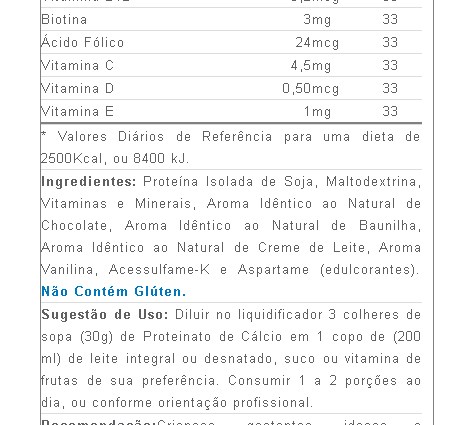 Biotina 3mg 33
Ácido Fólico 24mcg 33
Vitamina C 4,5mg 33
Vitamina D 0,50mcg 33
Vitamina E 1mg 33
* Valores Diários de Referência para uma dieta de
2500Kcal, ou 8400 kJ.
Ingredientes: Proteína Isolada de Soja, Maltodextrina,
Vitaminas e Minerais, Aroma Idêntico ao Natural de
Chocolate, Aroma Idêntico ao Natural de Baunilha,
Aroma Idêntico ao Natural de Creme de Leite, Aroma
Vanilina, Acessulfame-K e Aspartame (edulcorantes).
Não Contém Glúten.
Sugestão de Uso: Diluir no liquidificador 3 colheres de
sopa (30g) de Proteinato de Cálcio em 1 copo de (200
ml) de leite integral ou desnatado, suco ou vitamina de
frutas de sua preferência. Consumir 1 a 2 porções ao
dia, ou conforme orientação profissional.